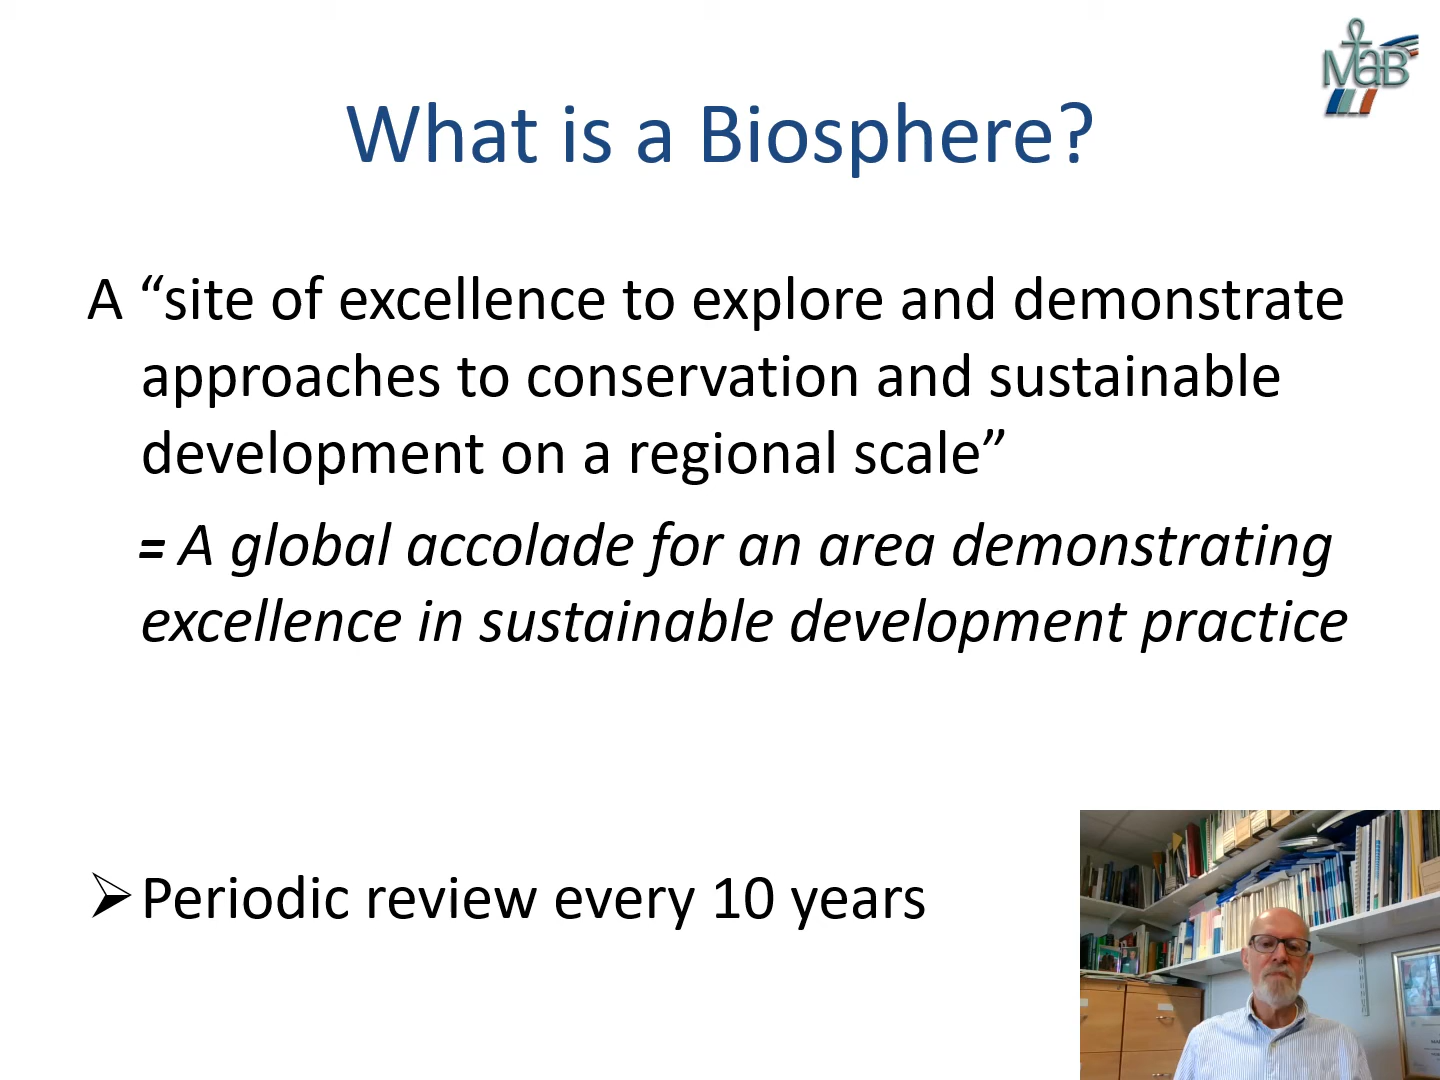 MaB
What is a Biosphere?
A “site of excellence to explore and demonstrate
approaches to conservation and sustainable
development on a regional scale”
= A global accolade for an area demonstrating
excellence in sustainable development practice
➢ Periodic review every 10 years